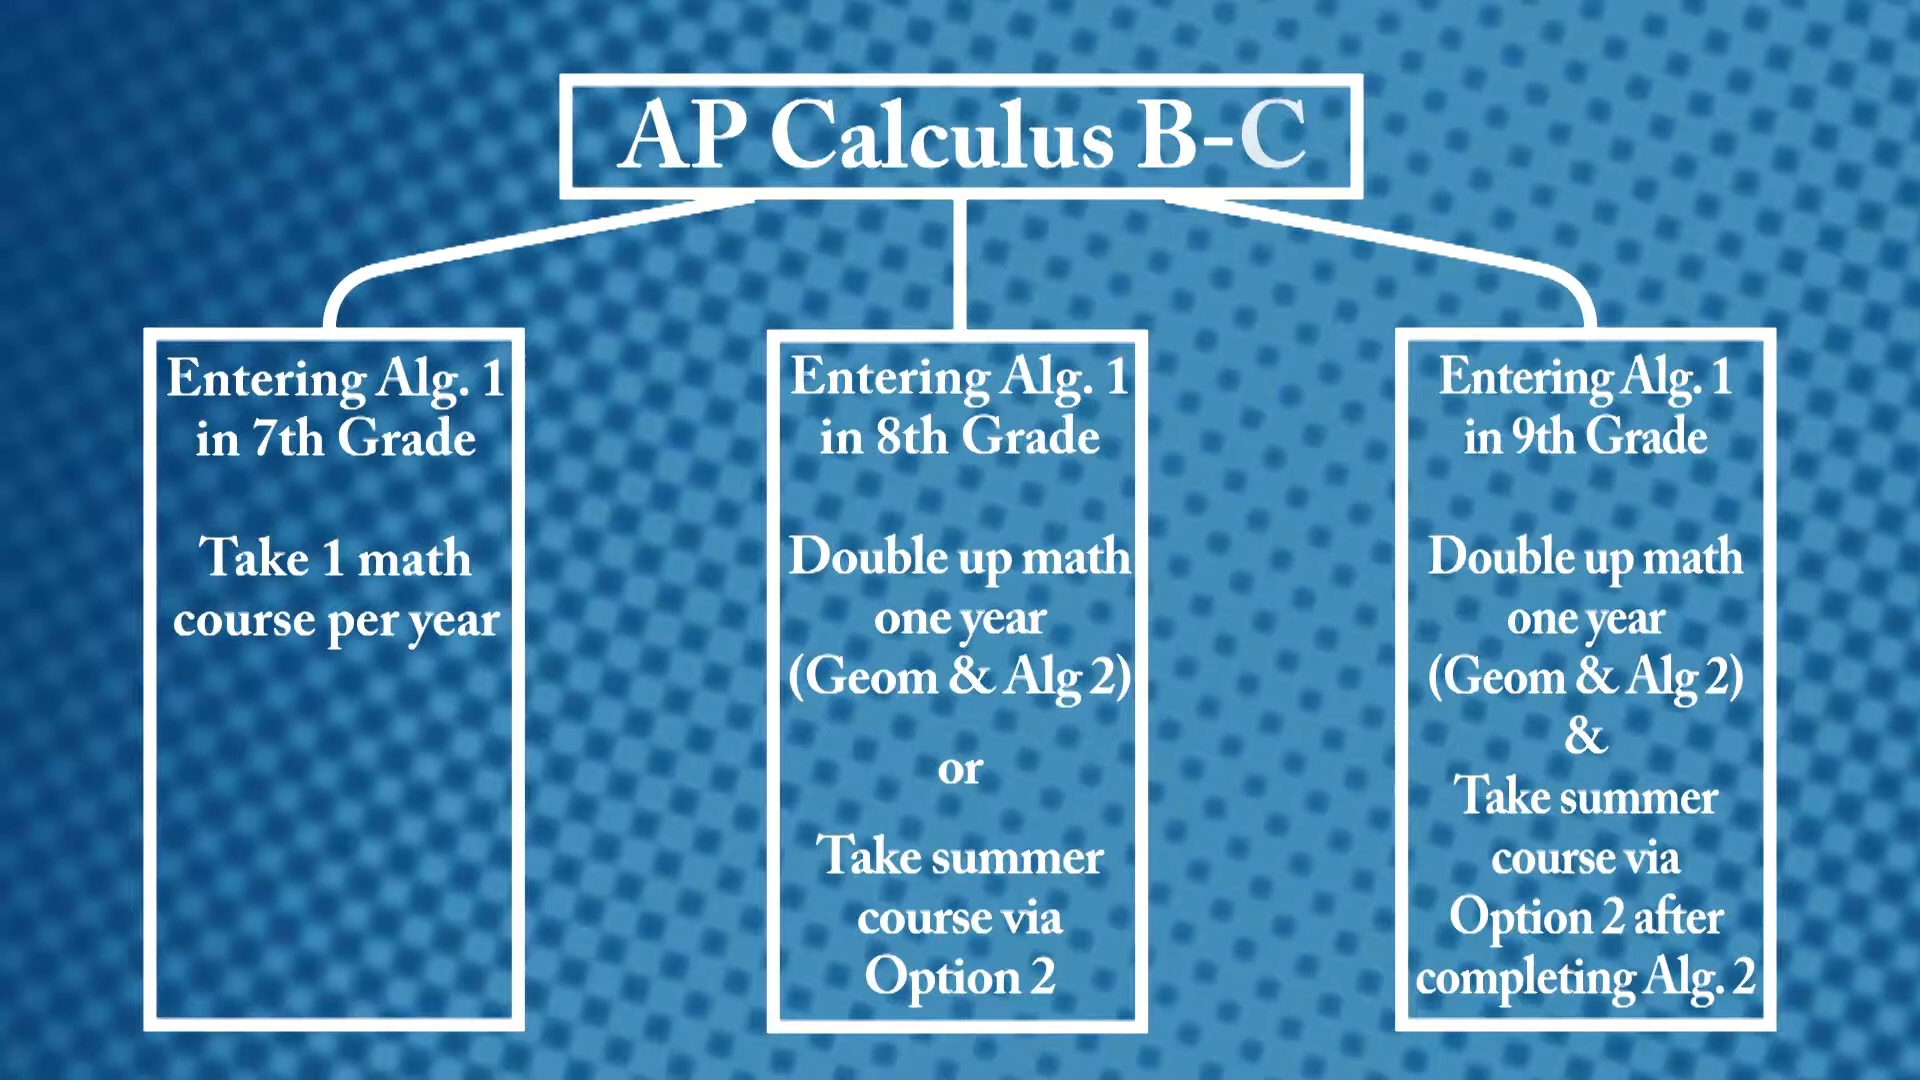 AP Calculus B-C
Entering Alg. 1
in 7th Grade
Take 1 math
course per year
Entering Alg. 1
in 8th Grade
Double up math
one year
(Geom & Alg 2)
or
Take summer
course via
Option 2
Entering Alg. 1
in 9th Grade
Double up math
one year
(Geom & Alg 2)
&
Take summer
course via
Option 2 after
completing Alg. 2